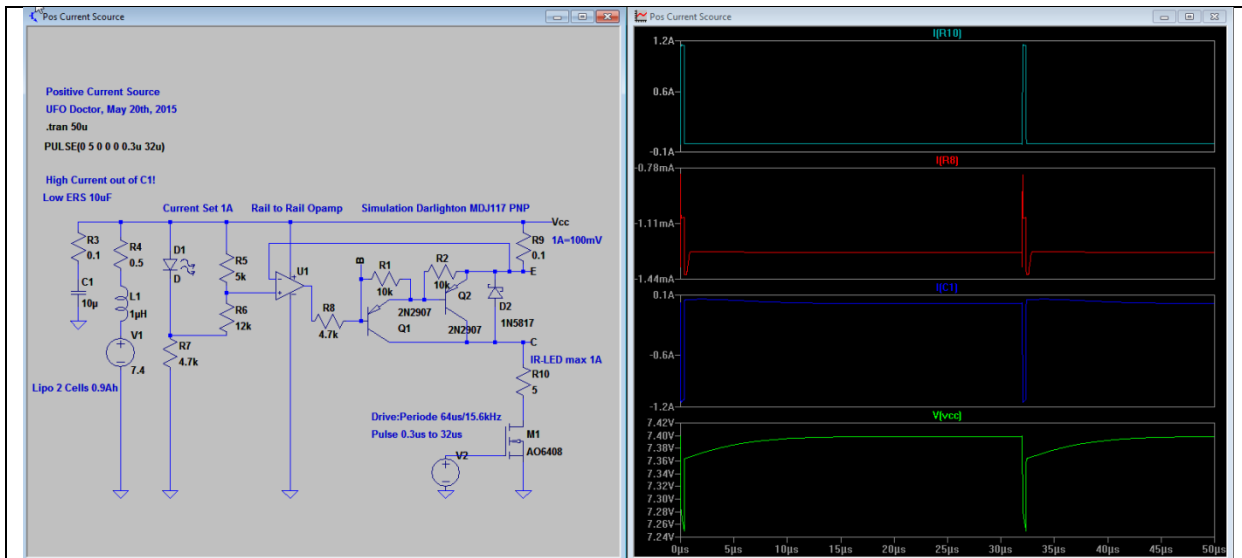 Pos Current Scource
Positive Current Source
UFO Doctor, May 20th, 2015
.tran 50u
PULSE(0 5 0 0 0 0.3u 32u)
High Current out of C1!
Low ERS 10uF
Current Set 1A
Rail to Rail Opamp
Simulation Darlighton MDJ117 PNP
Vcc
1A=100mV
R3
0.1
C1
10µ
R4
0.5
L1
1µH
V1
7.4
Lipo 2 Cells 0.9Ah
D1
D
R5
5k
R6
12k
R7
4.7k
U1
R8
4.7k
B
R1
10k
2N2907
Q1
R2
10k
Q2
2N2907
R9
0.1
E
D2
1N5817
C
IR-LED max 1A
R10
5
Drive:Periode 64us/15.6kHz
Pulse 0.3us to 32us
V2
M1
AO6408
Pos Current Scource
I(R10)
1.2A
0.6A
-0.1A
I(R8)
-0.78mA
-1.11mA
-1.44mA
I(C1)
0.1A
-0.6A
-1.2A
V(vcc)
7.42V
7.40V
7.38V
7.36V
7.34V
7.32V
7.30V
7.28V
7.26V
7.24V
0µs 5µs 10µs 15µs 20µs 25µs 30µs 35µs 40µs 45µs 50µs